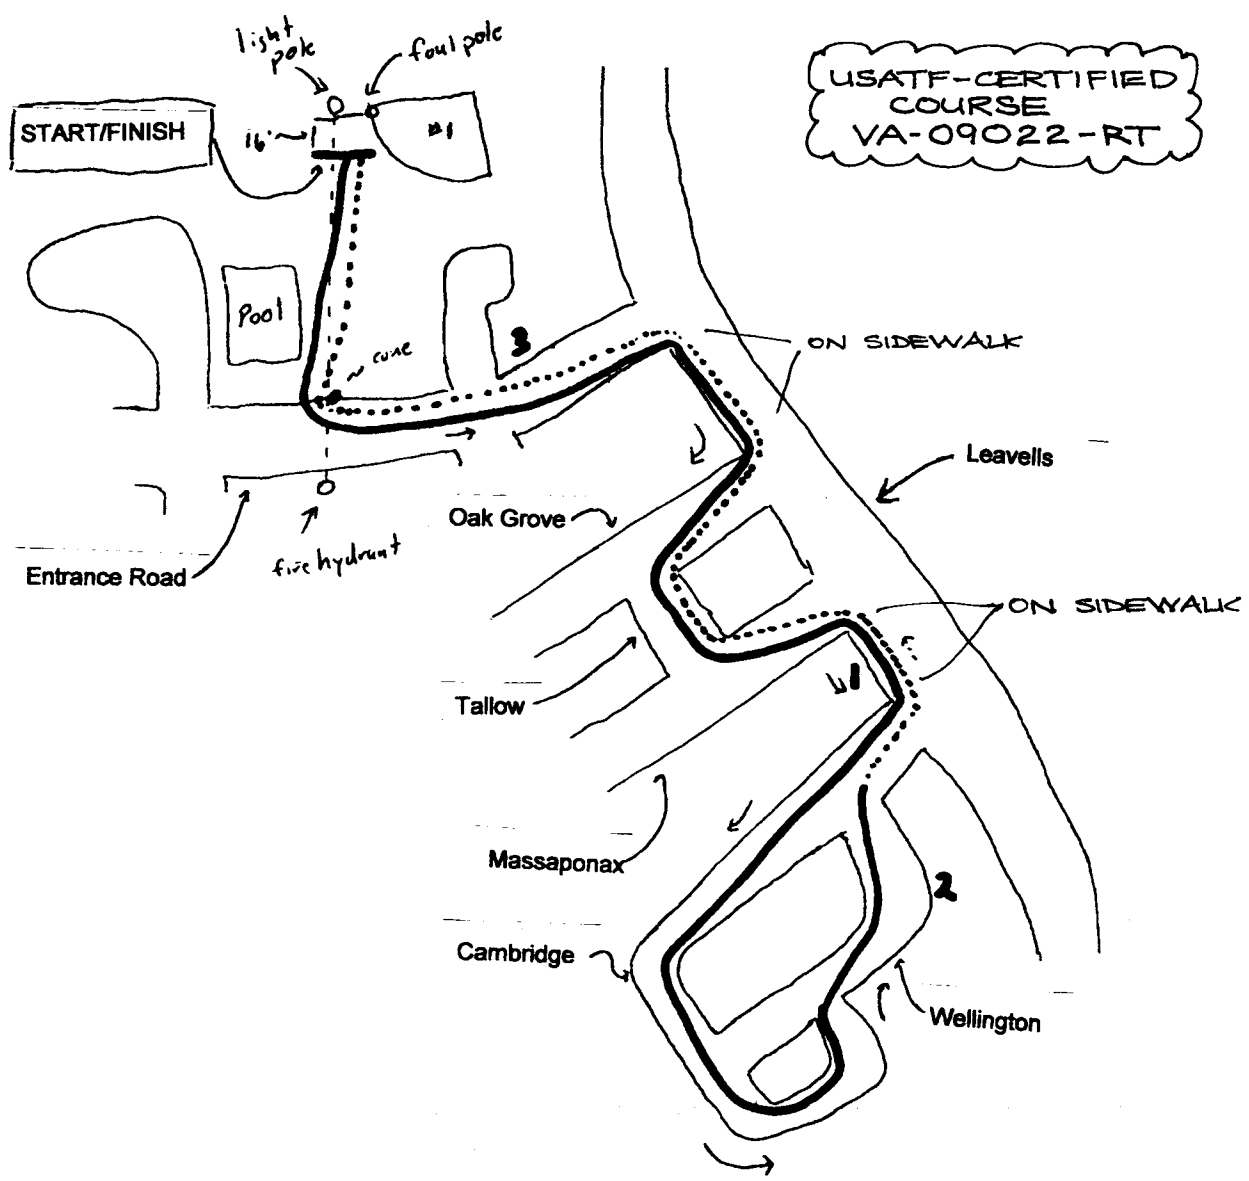 light
pole
foul pole
USATF-CERTIFIED
COURSE
VA-09022-RT
START/FINISH
16'
#1
Pool
3
cone
ON SIDEWALK
Leavells
Oak Grove
fire hydrant
Entrance Road
ON SIDEWALK
1
Tallow
Massaponax
2
Cambridge
Wellington